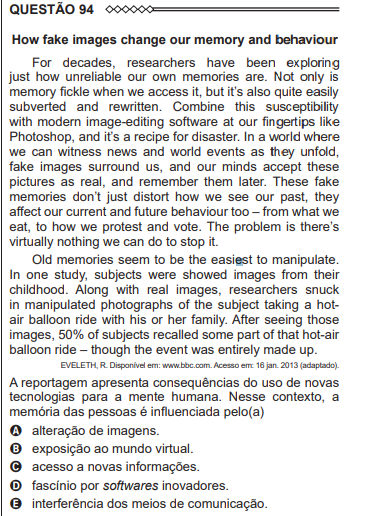 QUESTÃO 94
How fake images change our memory and behaviour
For decades, researchers have been exploring
just how unreliable our own memories are. Not only is
memory fickle when we access it, but it's also quite easily
subverted and rewritten. Combine this susceptibility
with modern image-editing software at our fingertips like
Photoshop, and it's a recipe for disaster. In a world where
we can witness news and world events as they unfold,
fake images surround us, and our minds accept these
pictures as real, and remember them later. These fake
memories don't just distort how we see our past, they
affect our current and future behaviour too – from what we
eat, to how we protest and vote. The problem is there's
virtually nothing we can do to stop it.
Old memories seem to be the easiest to manipulate.
In one study, subjects were showed images from their
childhood. Along with real images, researchers snuck
in manipulated photographs of the subject taking a hot-
air balloon ride with his or her family. After seeing those
images, 50% of subjects recalled some part of that hot-air
balloon ride – though the event was entirely made up.
EVELETH, R. Disponível em: www.bbc.com. Acesso em: 16 jan. 2013 (adaptado).
A reportagem apresenta consequências do uso de novas
tecnologias para a mente humana. Nesse contexto, a
memória das pessoas é influenciada pelo(a)
A alteração de imagens.
B exposição ao mundo virtual.
C acesso a novas informações.
D fascínio por softwares inovadores.
E interferência dos meios de comunicação.